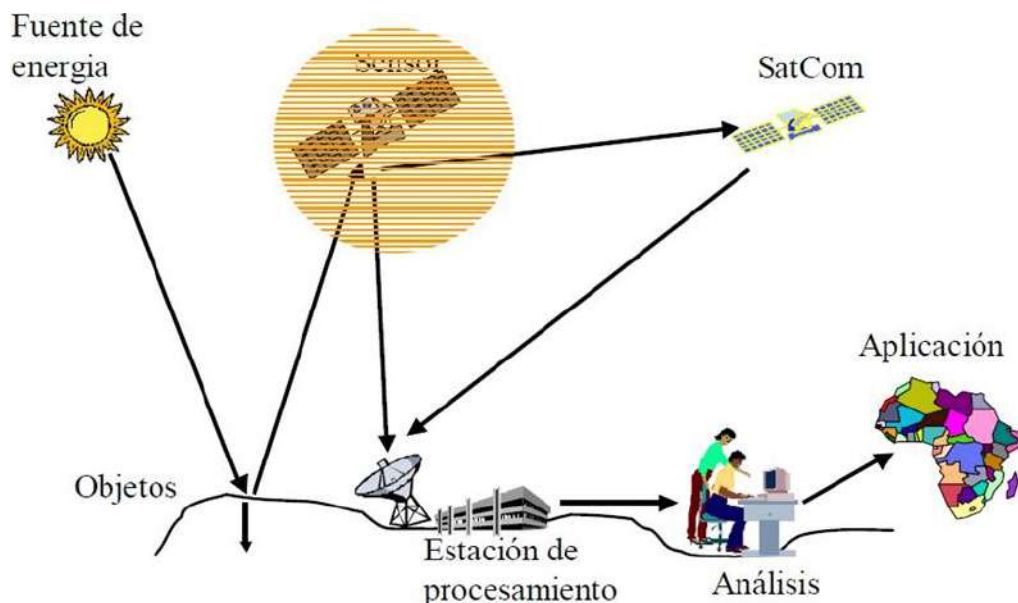 Fuente de
energia
Sensor
SatCom
Aplicación
Objetos
Estación de
procesamiento
Análisis